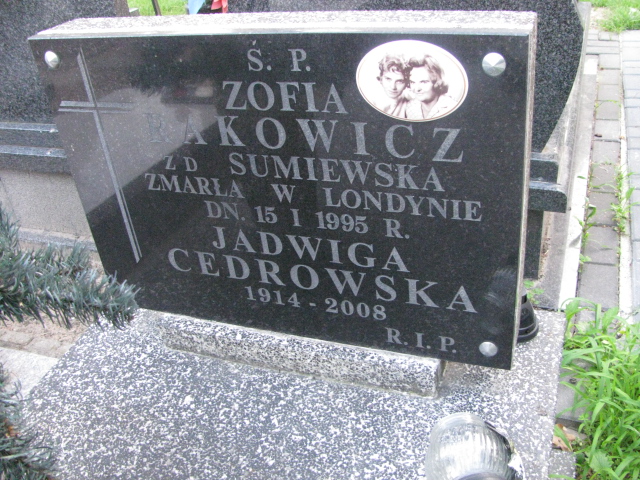 Ś. P.
ZOFIA
RAKOWICZ
Z D SUMIEWSKA
ZMARŁA W LONDYNIE
DN. 15 I 1995 R.
JADWIGA
CEDROWSKA
1914 - 2008
R.I.P.